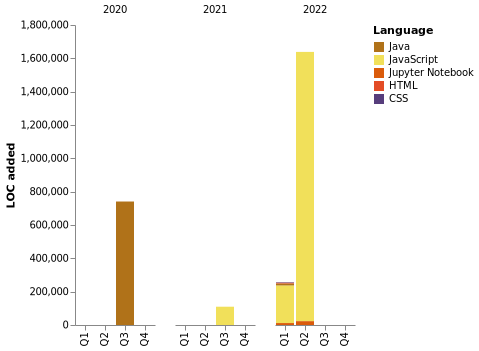 2020 2021 2022
Language
Java
JavaScript
Jupyter Notebook
HTML
CSS
LOC added
1,800,000
1,600,000
1,400,000
1,200,000
1,000,000
800,000
600,000
400,000
200,000
0
Q1 Q2 Q3 Q4 Q1 Q2 Q3 Q4 Q1 Q2 Q3 Q4